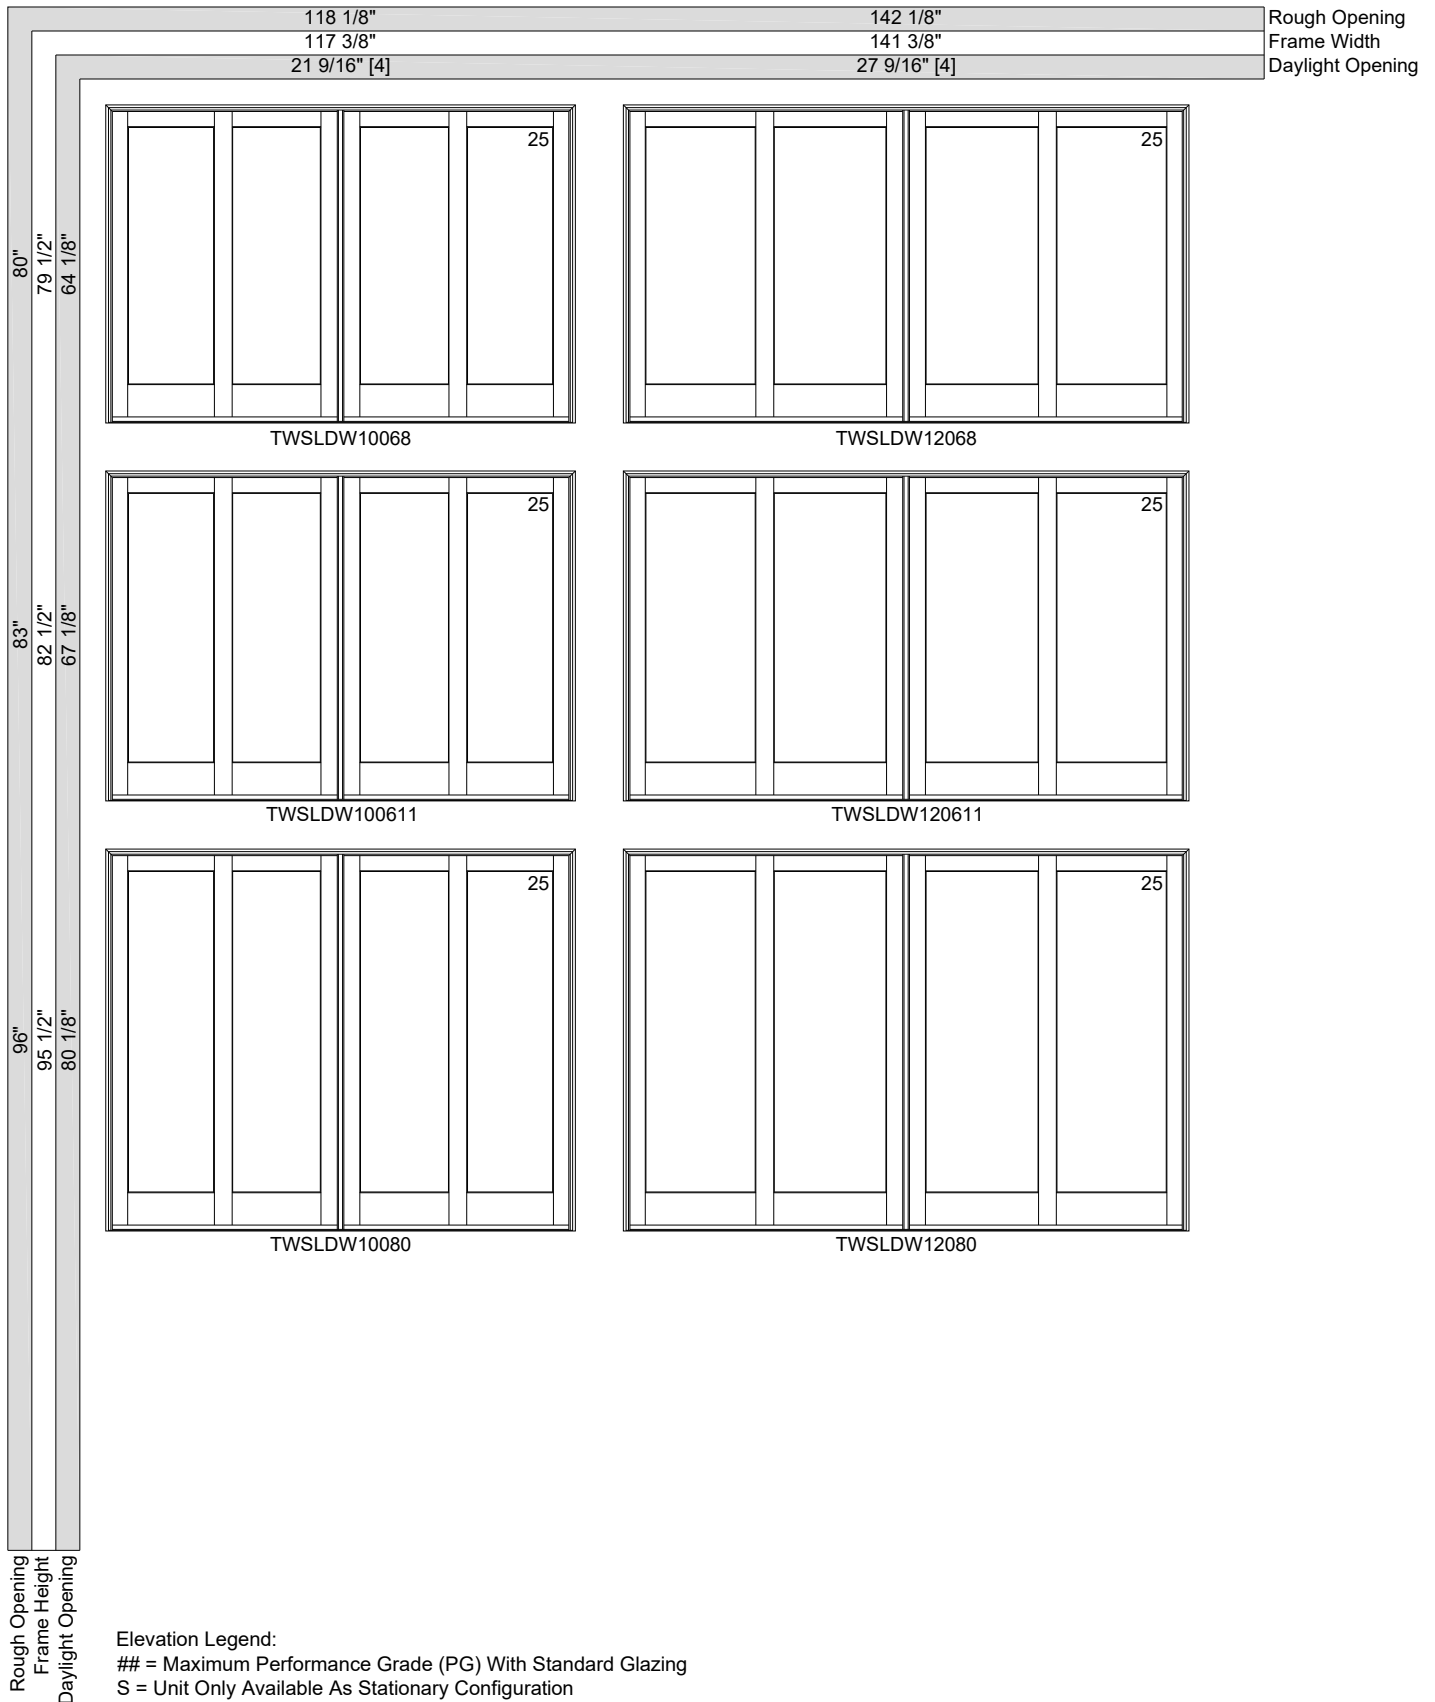 118 1/8" 142 1/8" Rough Opening
117 3/8" 141 3/8" Frame Width
21 9/16" [4] 27 9/16" [4] Daylight Opening
80"
79 1/2"
64 1/8"
25 25
TWSLDW10068 TWSLDW12068
83"
82 1/2"
67 1/8"
25 25
TWSLDW100611 TWSLDW120611
96"
95 1/2"
80 1/8"
25 25
TWSLDW10080 TWSLDW12080
Rough Opening
Frame Height
Daylight Opening
Elevation Legend:
## = Maximum Performance Grade (PG) With Standard Glazing
S = Unit Only Available As Stationary Configuration